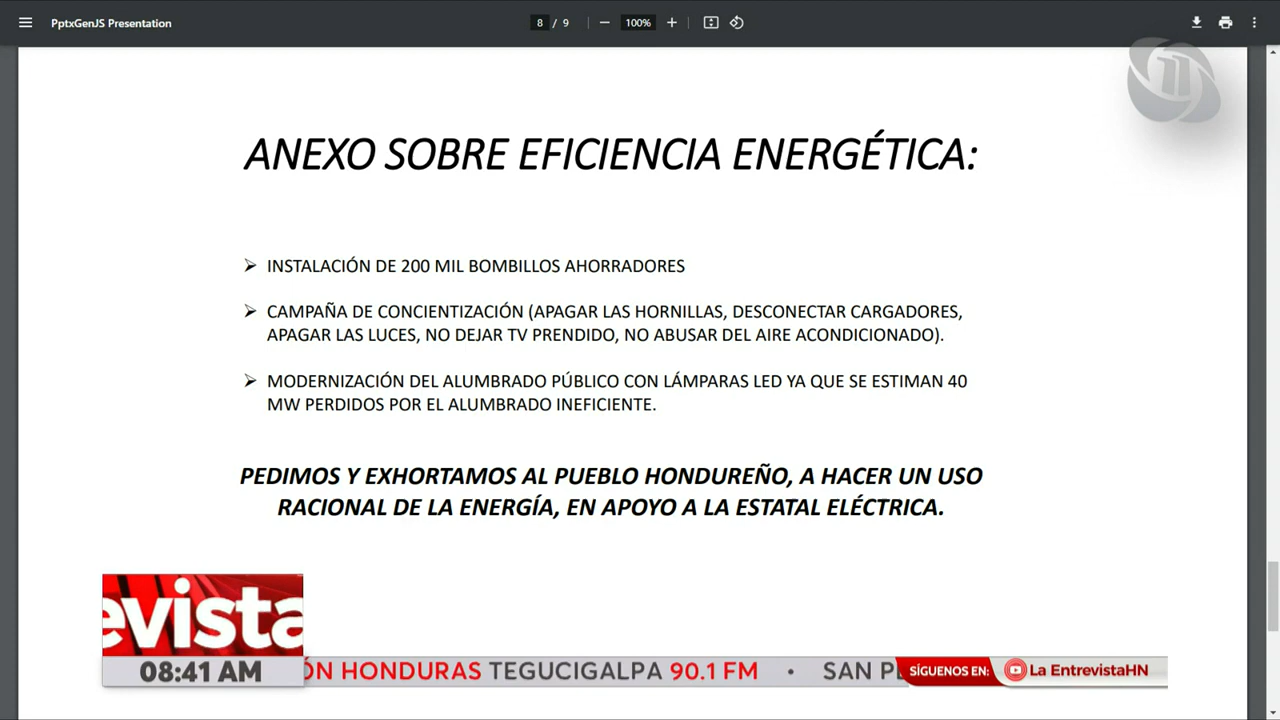 PptxGenJS Presentation
8 / 9
100%
11
ANEXO SOBRE EFICIENCIA ENERGÉTICA:
INSTALACIÓN DE 200 MIL BOMBILLOS AHORRADORES
CAMPAÑA DE CONCIENTIZACIÓN (APAGAR LAS HORNILLAS, DESCONECTAR CARGADORES,
APAGAR LAS LUCES, NO DEJAR TV PRENDIDO, NO ABUSAR DEL AIRE ACONDICIONADO).
MODERNIZACIÓN DEL ALUMBRADO PÚBLICO CON LÁMPARAS LED YA QUE SE ESTIMAN 40
MW PERDIDOS POR EL ALUMBRADO INEFICIENTE.
PEDIMOS Y EXHORTAMOS AL PUEBLO HONDUREÑO, A HACER UN USO
RACIONAL DE LA ENERGÍA, EN APOYO A LA ESTATAL ELÉCTRICA.
evista
08:41 AM
ÓN HONDURAS TEGUCIGALPA 90.1 FM • SAN P
SÍGUENOS EN: La EntrevistaHN